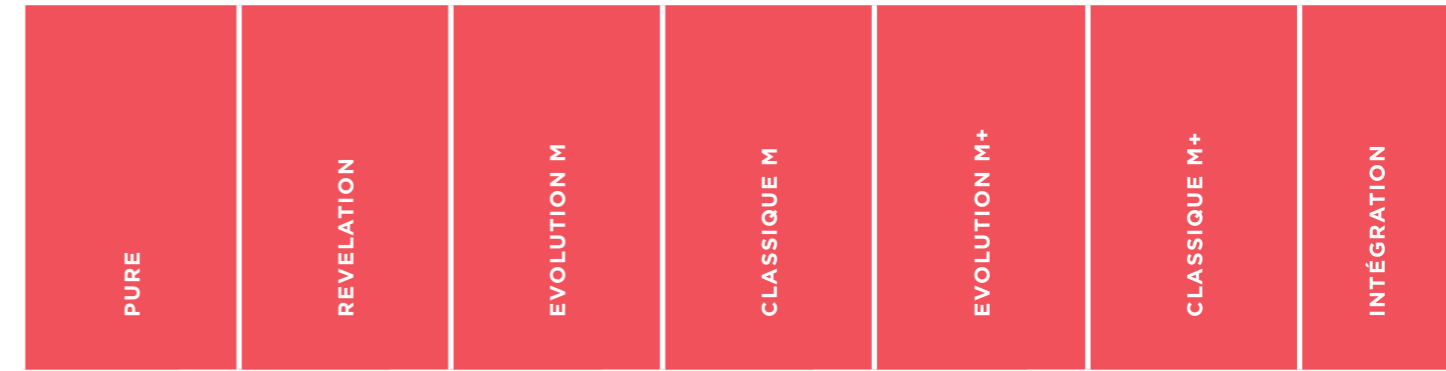 PURE
REVELATION
EVOLUTION M
CLASSIQUE M
EVOLUTION M+
CLASSIQUE M+
INTÉGRATION